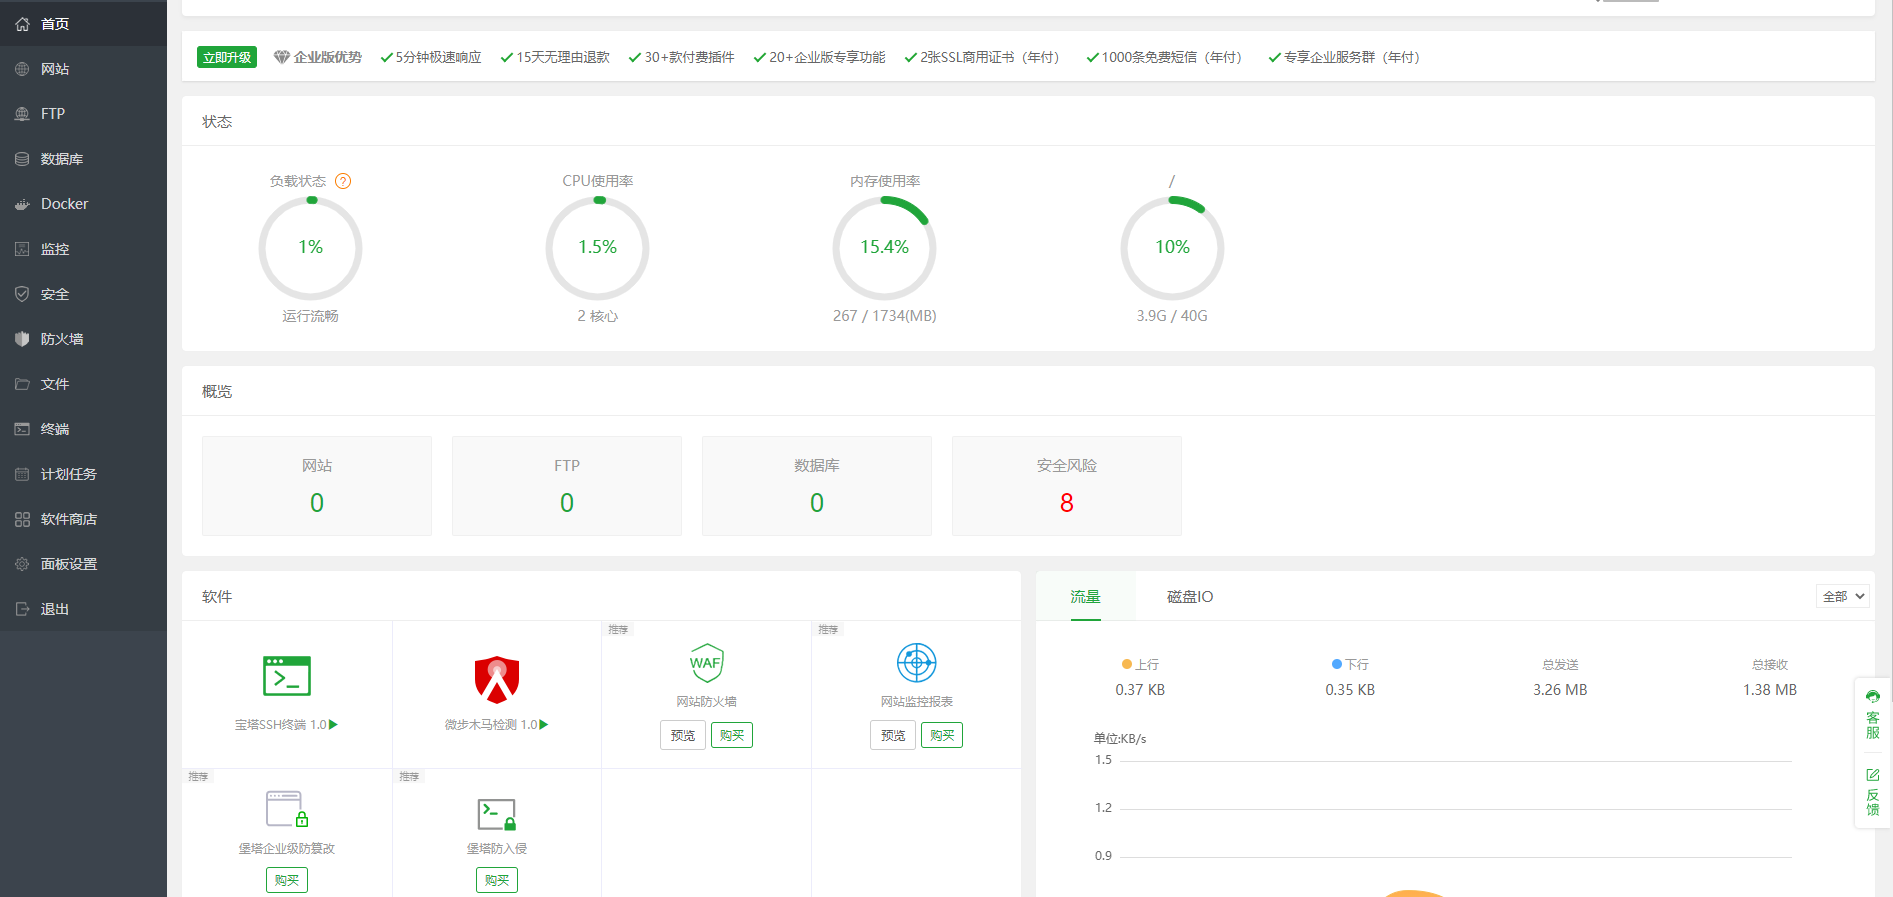 首页
网站
FTP
数据库
Docker
监控
安全
防火墙
文件
终端
计划任务
软件商店
面板设置
退出
立即升级 企业版优势 5分钟极速响应 15天无理由退款 30+款付费插件 20+企业版专享功能 2张SSL商用证书（年付） 1000条免费短信（年付） 专享企业服务群（年付）
状态
负载状态 ? CPU使用率 内存使用率 /
1% 1.5% 15.4% 10%
运行流畅 2 核心 267 / 1734(MB) 3.9G / 40G
概览
网站 FTP 数据库 安全风险
0 0 0 8
软件
推荐 推荐
WAF
网站防火墙 网站监控报表
宝塔SSH终端 1.0 微步木马检测 1.0
预览 购买 预览 购买
推荐 推荐
堡塔企业级防篡改 堡塔防入侵
购买 购买
流量 磁盘IO 全部
上行 下行 总发送 总接收
0.37 KB 0.35 KB 3.26 MB 1.38 MB
单位:KB/s
1.5
1.2
0.9
客服
反馈